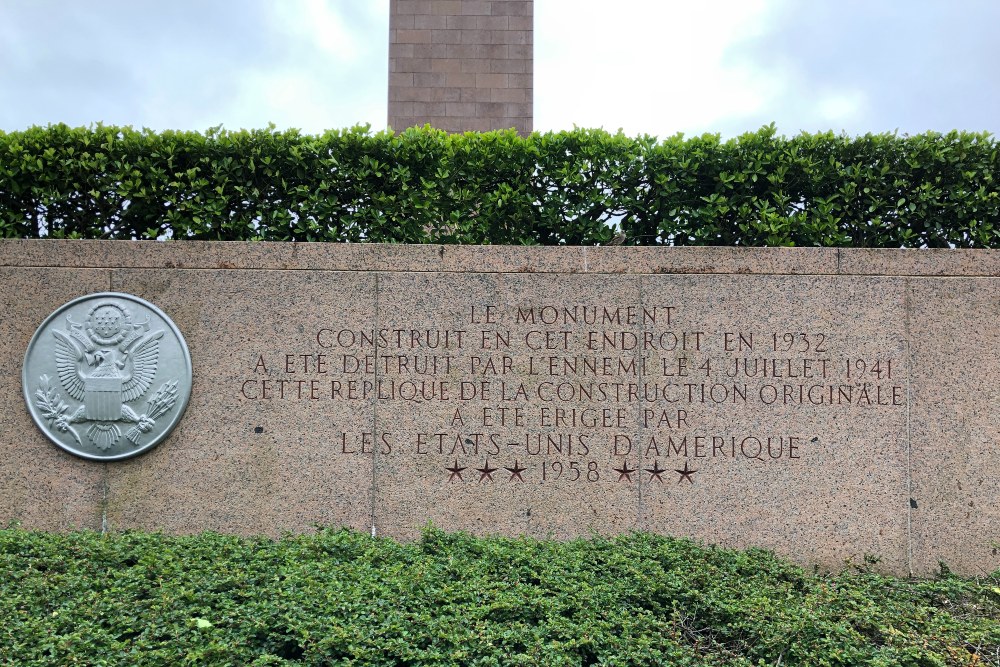 LE MONUMENT
CONSTRUIT EN CET ENDROIT EN 1932
A ETE DETRUIT PAR L'ENNEMI LE 4 JUILLET 1941
CETTE REPLIQUE DE LA CONSTRUCTION ORIGINALE
A ETE ERIGEE PAR
LES ETATS-UNIS D'AMERIQUE
★ ★ ★ 1958 ★ ★ ★